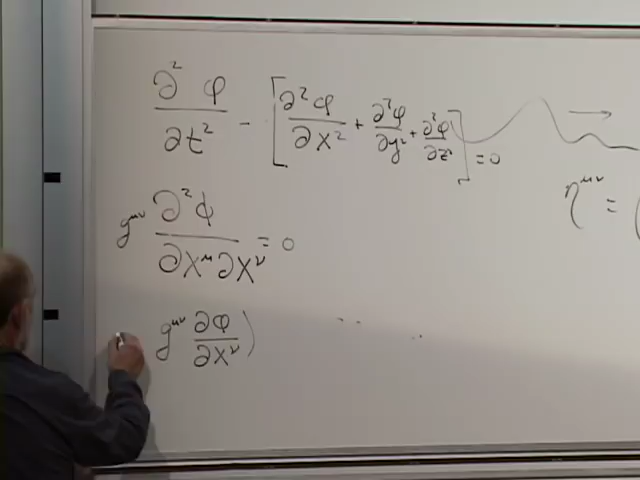 ∂²φ/∂t² - [∂²φ/∂x² + ∂²φ/∂y² + ∂²φ/∂z²] = 0
η^{μν} = (
g^{μν} ∂²φ/∂x^μ ∂x^ν = 0
g^{μν} ∂φ/∂x^ν )